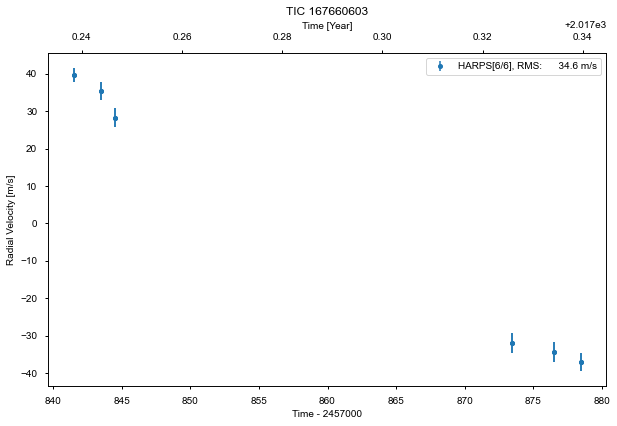 TIC 167660603
Time [Year]
+2.017e3
0.24 0.26 0.28 0.30 0.32 0.34
HARPS[6/6], RMS: 34.6 m/s
40
30
20
10
0
−10
−20
−30
−40
Radial Velocity [m/s]
840 845 850 855 860 865 870 875 880
Time - 2457000